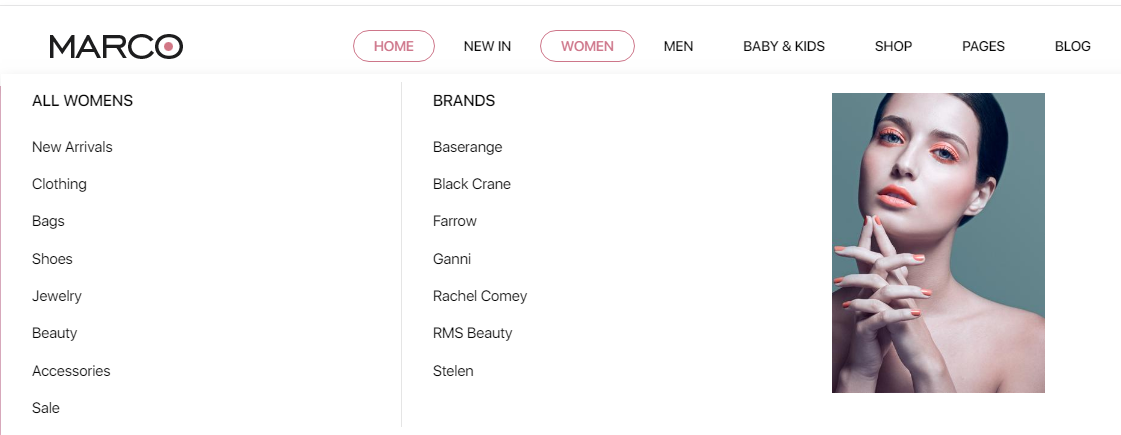 MARCO
HOME NEW IN WOMEN MEN BABY & KIDS SHOP PAGES BLOG
ALL WOMENS
New Arrivals
Clothing
Bags
Shoes
Jewelry
Beauty
Accessories
Sale
BRANDS
Baserange
Black Crane
Farrow
Ganni
Rachel Comey
RMS Beauty
Stelen